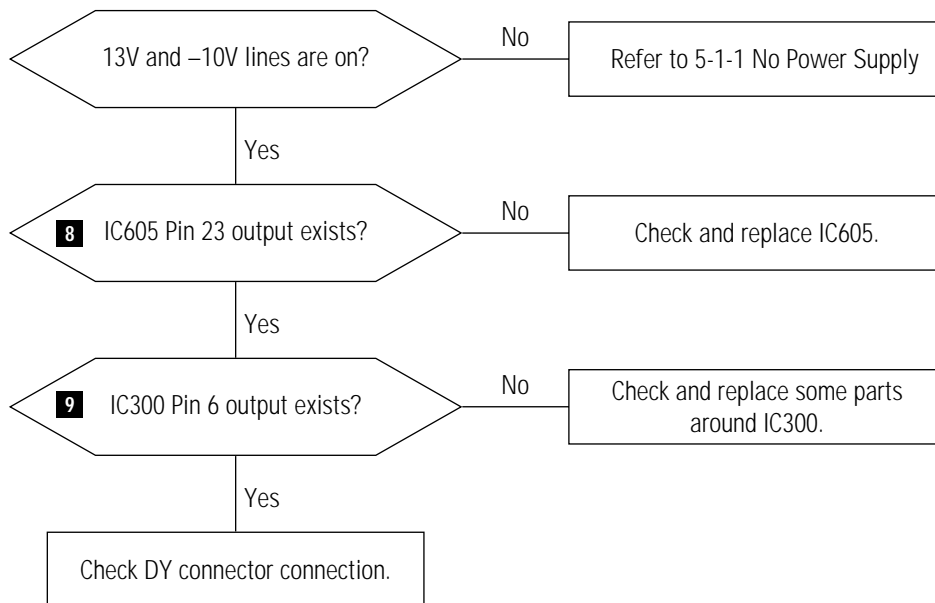 13V and –10V lines are on?
No
Refer to 5-1-1 No Power Supply
Yes
8 IC605 Pin 23 output exists?
No
Check and replace IC605.
Yes
9 IC300 Pin 6 output exists?
No
Check and replace some parts
around IC300.
Yes
Check DY connector connection.